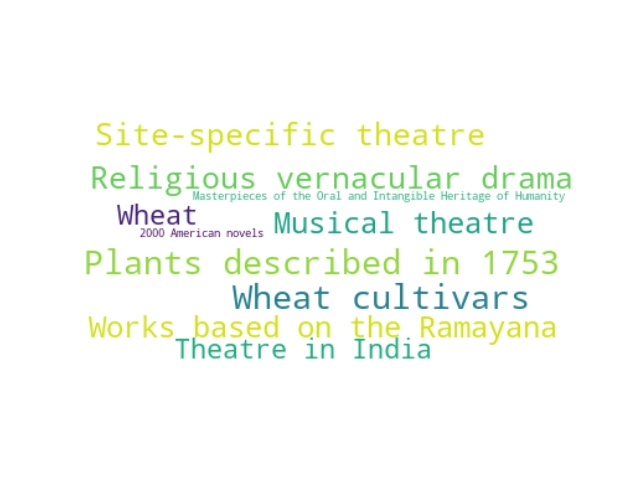 Site-specific theatre
Religious vernacular drama
Masterpieces of the Oral and Intangible Heritage of Humanity
Wheat
Musical theatre
2000 American novels
Plants described in 1753
Wheat cultivars
Works based on the Ramayana
Theatre in India